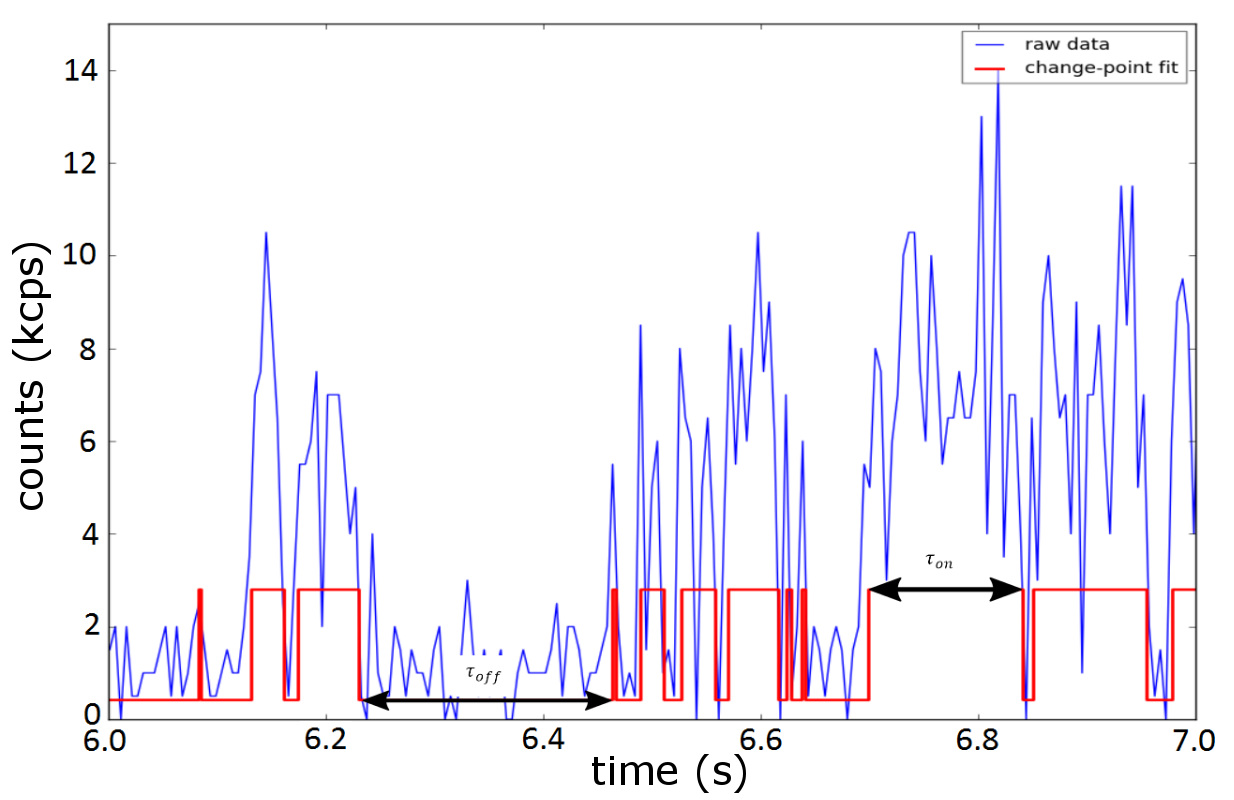 raw data
change-point fit
14
12
10
8
6
4
2
0
counts (kcps)
τon
τoff
6.0 6.2 6.4 6.6 6.8 7.0
time (s)